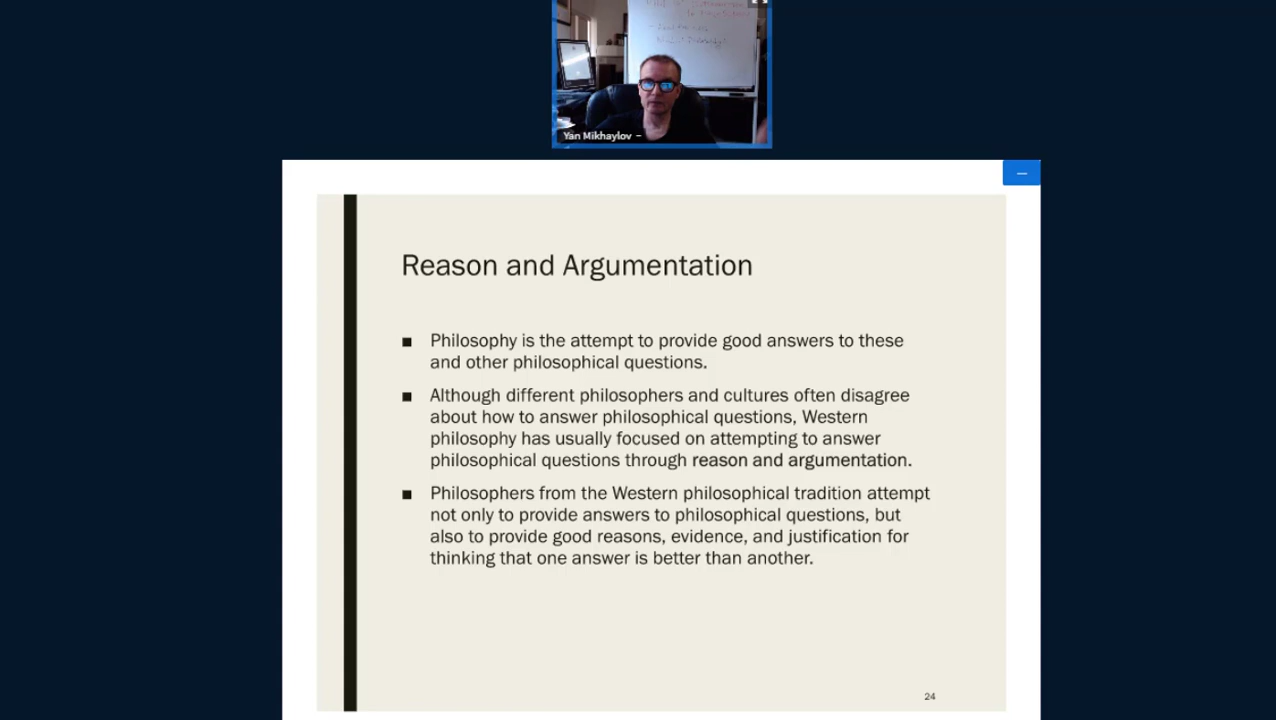 Yan Mikhaylov
Reason and Argumentation
■ Philosophy is the attempt to provide good answers to these
and other philosophical questions.
■ Although different philosophers and cultures often disagree
about how to answer philosophical questions, Western
philosophy has usually focused on attempting to answer
philosophical questions through reason and argumentation.
■ Philosophers from the Western philosophical tradition attempt
not only to provide answers to philosophical questions, but
also to provide good reasons, evidence, and justification for
thinking that one answer is better than another.
24